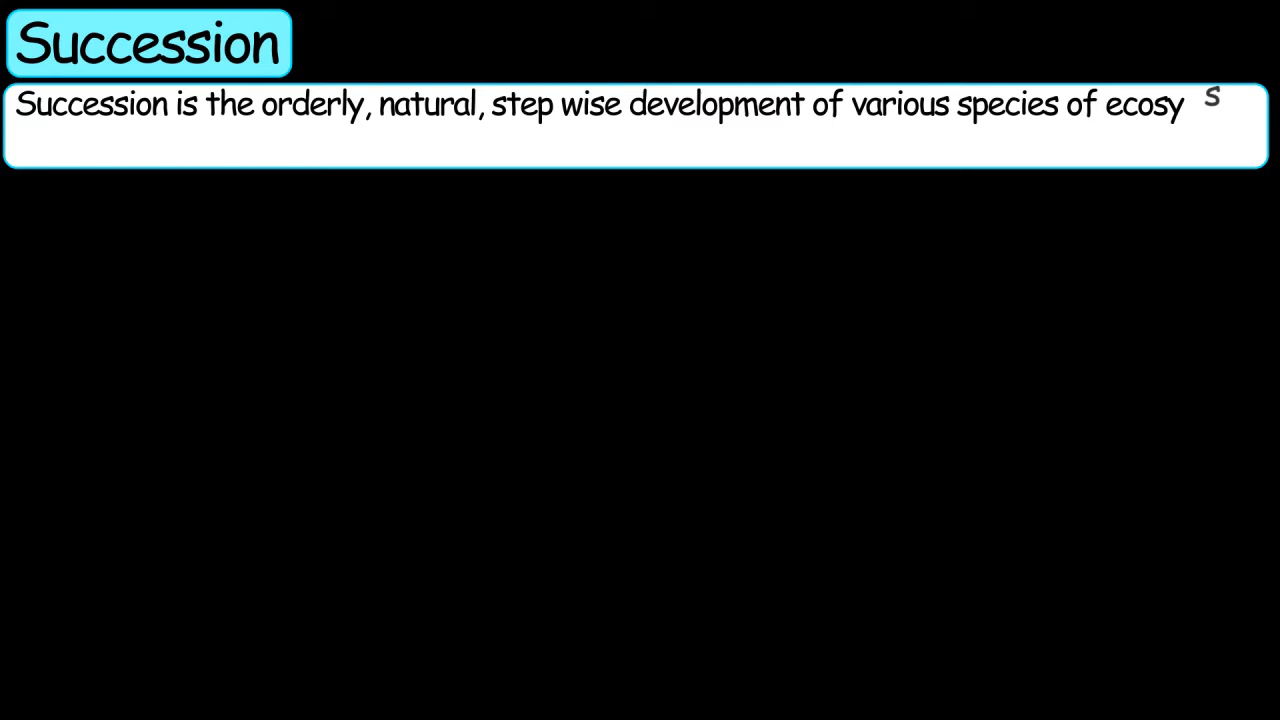 Succession
Succession is the orderly, natural, step wise development of various species of ecosy s